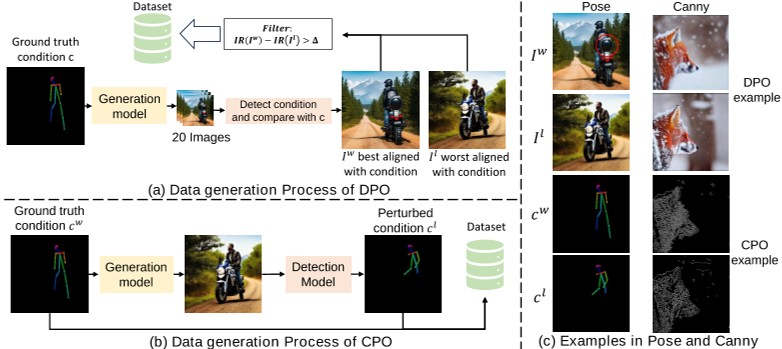 Dataset
Filter:
IR(I^w) − IR(I^l) > Δ
Ground truth
condition c
Generation
model
20 Images
Detect condition
and compare with c
I^w best aligned
with condition
I^l worst aligned
with condition
(a) Data generation Process of DPO
Ground truth
condition c^w
Generation
model
Detection
Model
Perturbed
condition c^l
Dataset
(b) Data generation Process of CPO
Pose
Canny
I^w
I^l
DPO
example
c^w
c^l
CPO
example
(c) Examples in Pose and Canny